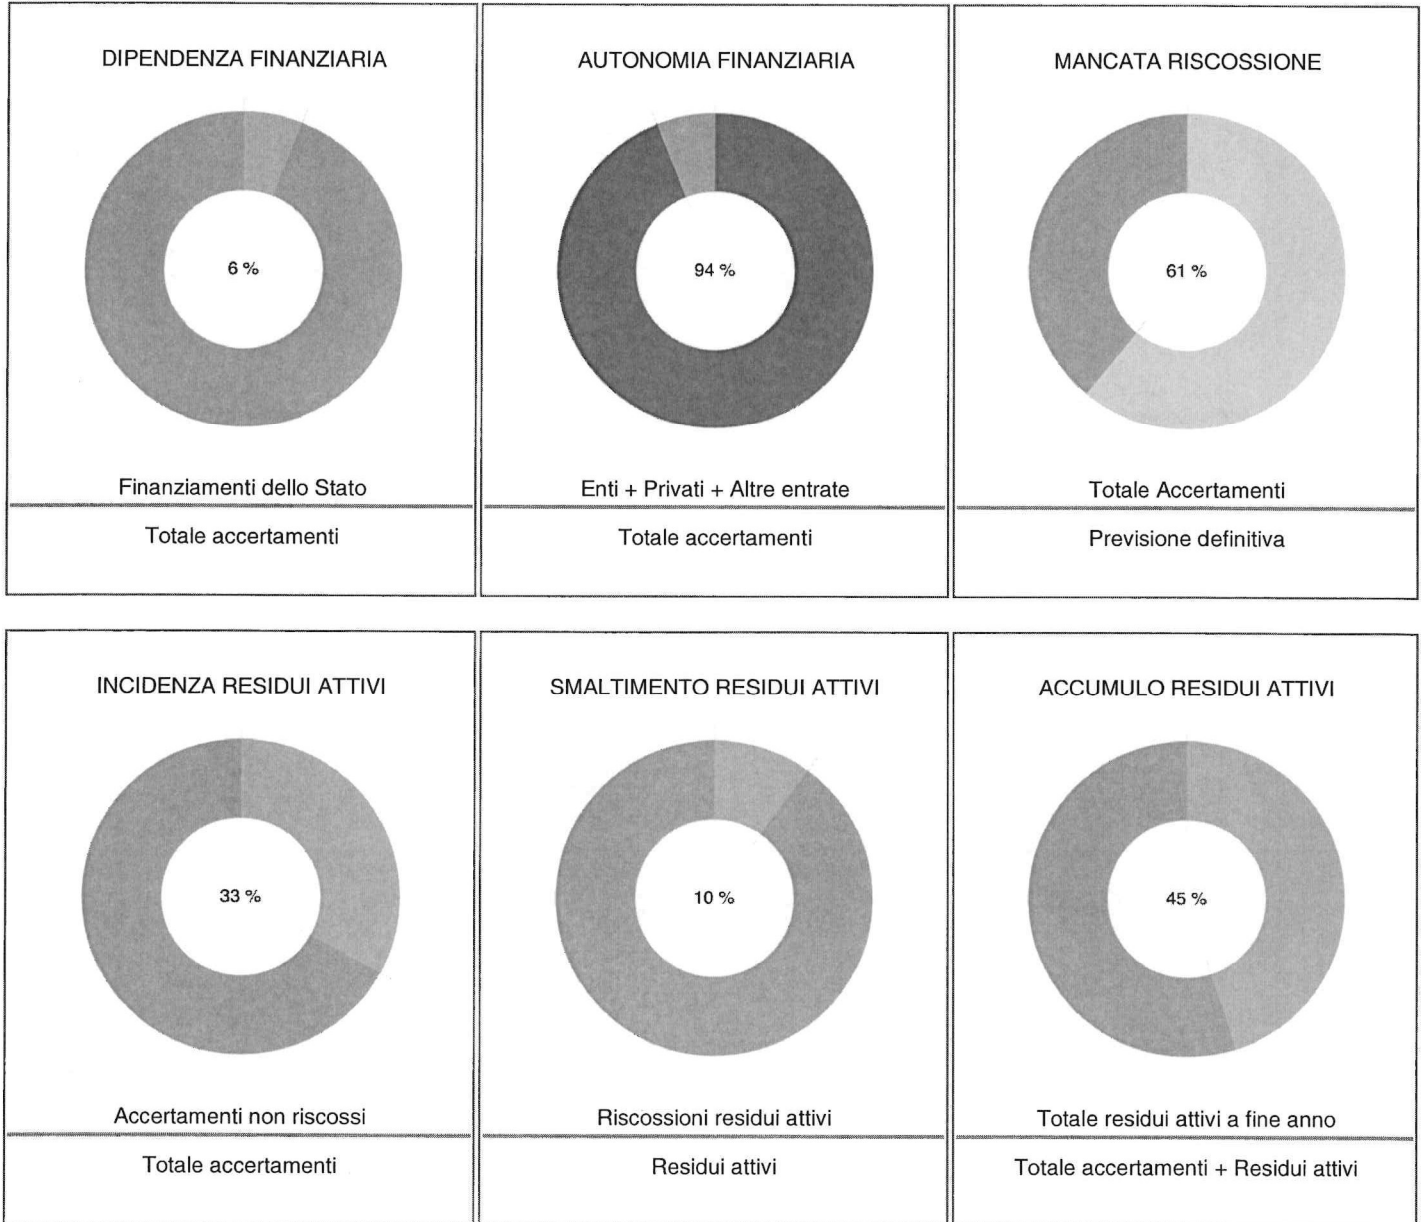 DIPENDENZA FINANZIARIA
6 %
Finanziamenti dello Stato
Totale accertamenti
AUTONOMIA FINANZIARIA
94 %
Enti + Privati + Altre entrate
Totale accertamenti
MANCATA RISCOSSIONE
61 %
Totale Accertamenti
Previsione definitiva
INCIDENZA RESIDUI ATTIVI
33 %
Accertamenti non riscossi
Totale accertamenti
SMALTIMENTO RESIDUI ATTIVI
10 %
Riscossioni residui attivi
Residui attivi
ACCUMULO RESIDUI ATTIVI
45 %
Totale residui attivi a fine anno
Totale accertamenti + Residui attivi